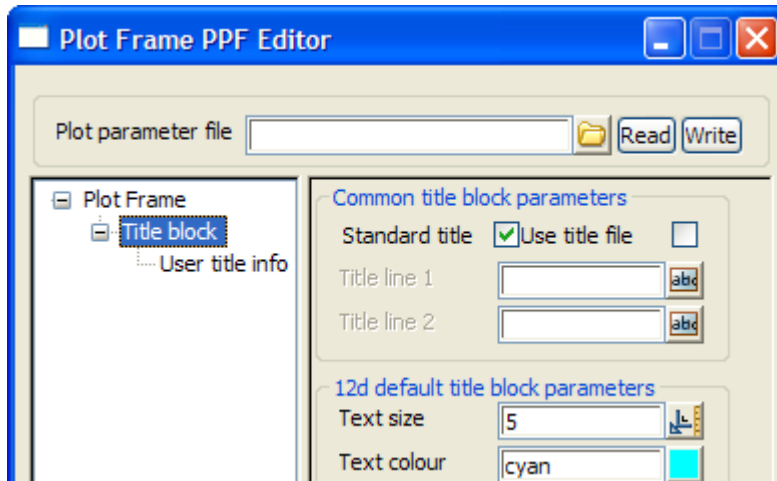 Plot Frame PPF Editor
Plot parameter file Read Write
Plot Frame
Title block
User title info
Common title block parameters
Standard title Use title file
Title line 1 abc
Title line 2 abc
12d default title block parameters
Text size 5
Text colour cyan